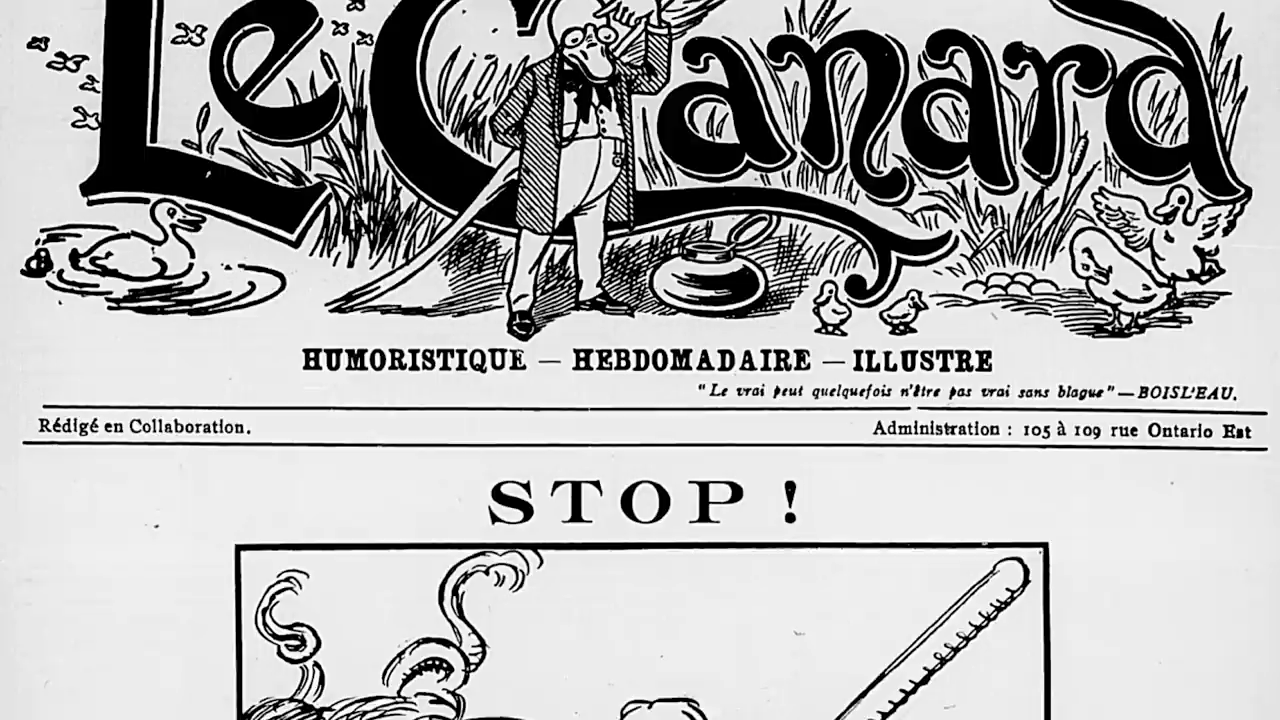 Le Canard
HUMORISTIQUE — HEBDOMADAIRE — ILLUSTRE
"Le vrai peut quelquefois n'être pas vrai sans blague" — BOISL'EAU.
Rédigé en Collaboration.
Administration : 105 à 109 rue Ontario Est
STOP !